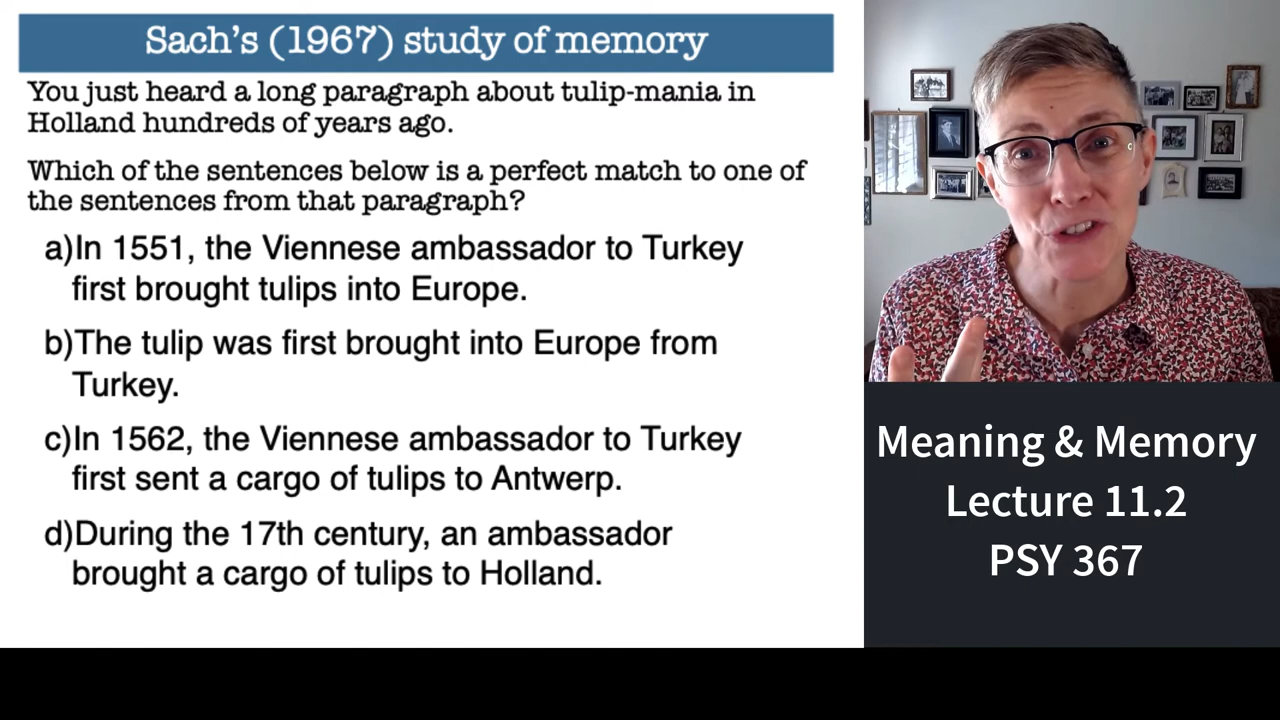 Sach's (1967) study of memory
You just heard a long paragraph about tulip-mania in
Holland hundreds of years ago.
Which of the sentences below is a perfect match to one of
the sentences from that paragraph?
a)In 1551, the Viennese ambassador to Turkey
first brought tulips into Europe.
b)The tulip was first brought into Europe from
Turkey.
c)In 1562, the Viennese ambassador to Turkey
first sent a cargo of tulips to Antwerp.
d)During the 17th century, an ambassador
brought a cargo of tulips to Holland.
Meaning & Memory
Lecture 11.2
PSY 367